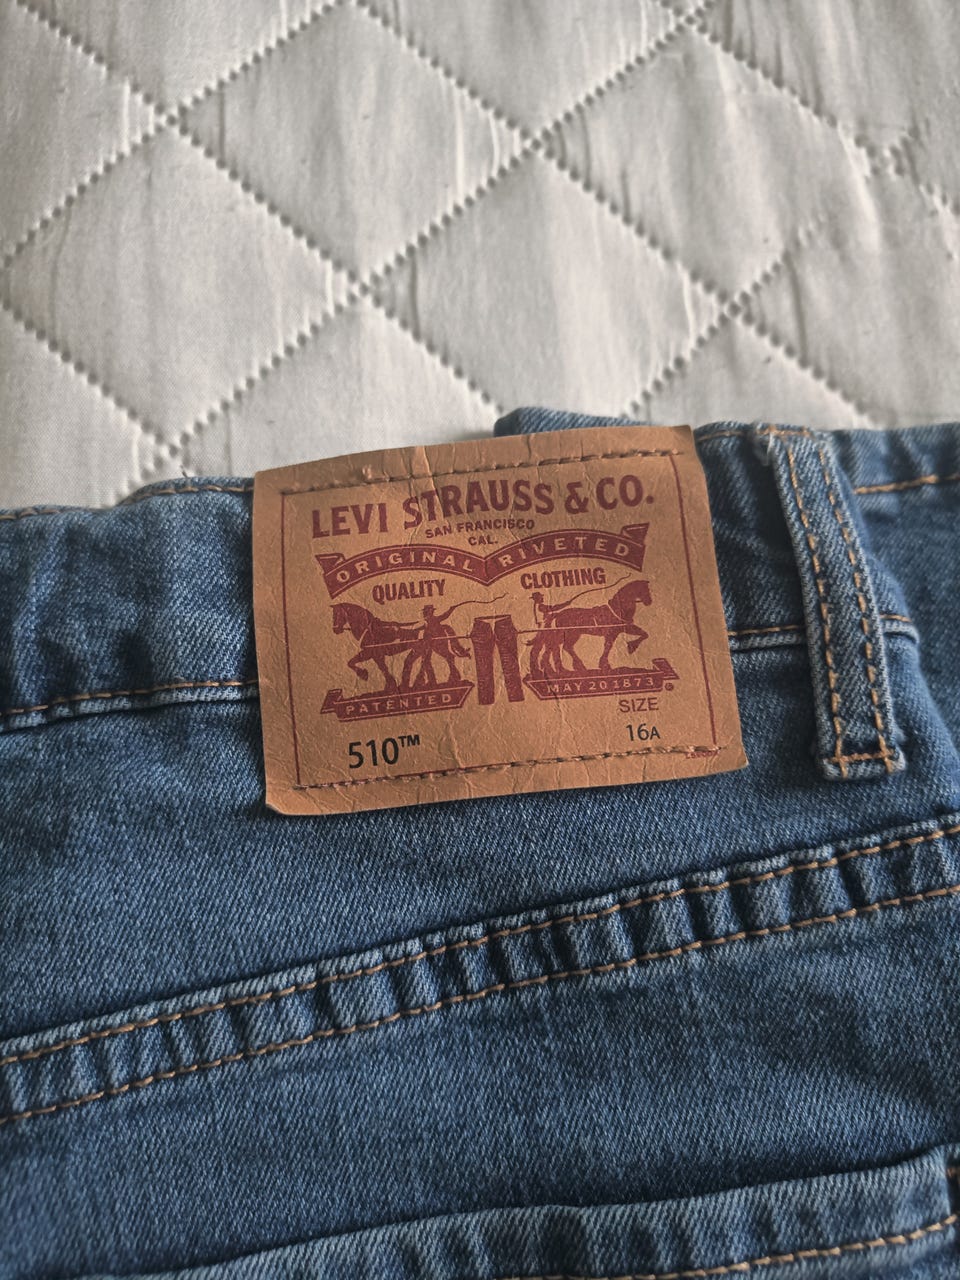 LEVI STRAUSS & CO.
SAN FRANCISCO
CAL.
ORIGINAL RIVETED
QUALITY CLOTHING
PATENTED MAY 20 1873
SIZE
510™ 16A